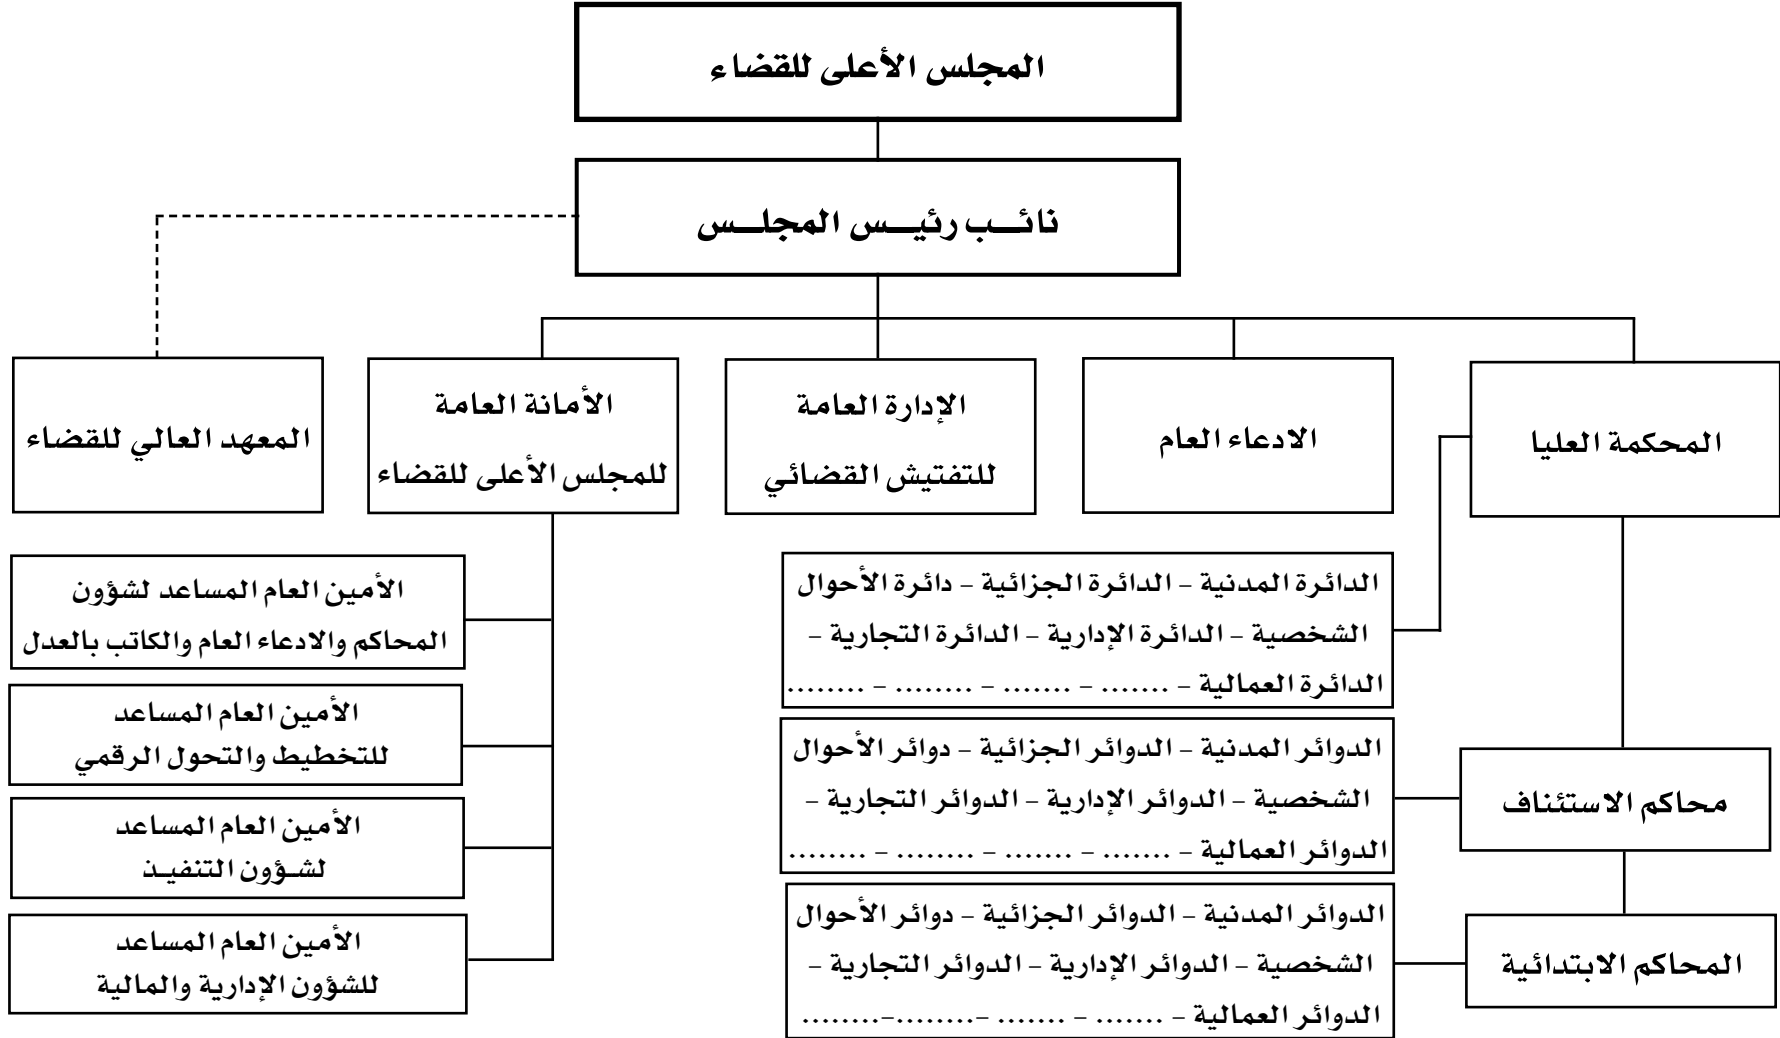 المجلس الأعلى للقضاء
نائــب رئيــس المجلــس
المحكمة العليا
الادعاء العام
الإدارة العامة
للتفتيش القضائي
الأمانة العامة
للمجلس الأعلى للقضاء
المعهد العالي للقضاء
الدائرة المدنية – الدائرة الجزائية – دائرة الأحوال
الشخصية – الدائرة الإدارية – الدائرة التجارية –
الدائرة العمالية – ....... – ....... – ........ – ........
محاكم الاستئناف
الدوائر المدنية – الدوائر الجزائية – دوائر الأحوال
الشخصية – الدوائر الإدارية – الدوائر التجارية –
الدوائر العمالية – ....... – ....... – ........ – ........
المحاكم الابتدائية
الدوائر المدنية – الدوائر الجزائية – دوائر الأحوال
الشخصية – الدوائر الإدارية – الدوائر التجارية –
الدوائر العمالية – ....... – ....... –........–........
الأمين العام المساعد لشؤون
المحاكم والادعاء العام والكاتب بالعدل
الأمين العام المساعد
للتخطيط والتحول الرقمي
الأمين العام المساعد
لشـؤون التنفيـذ
الأمين العام المساعد
للشؤون الإدارية والمالية